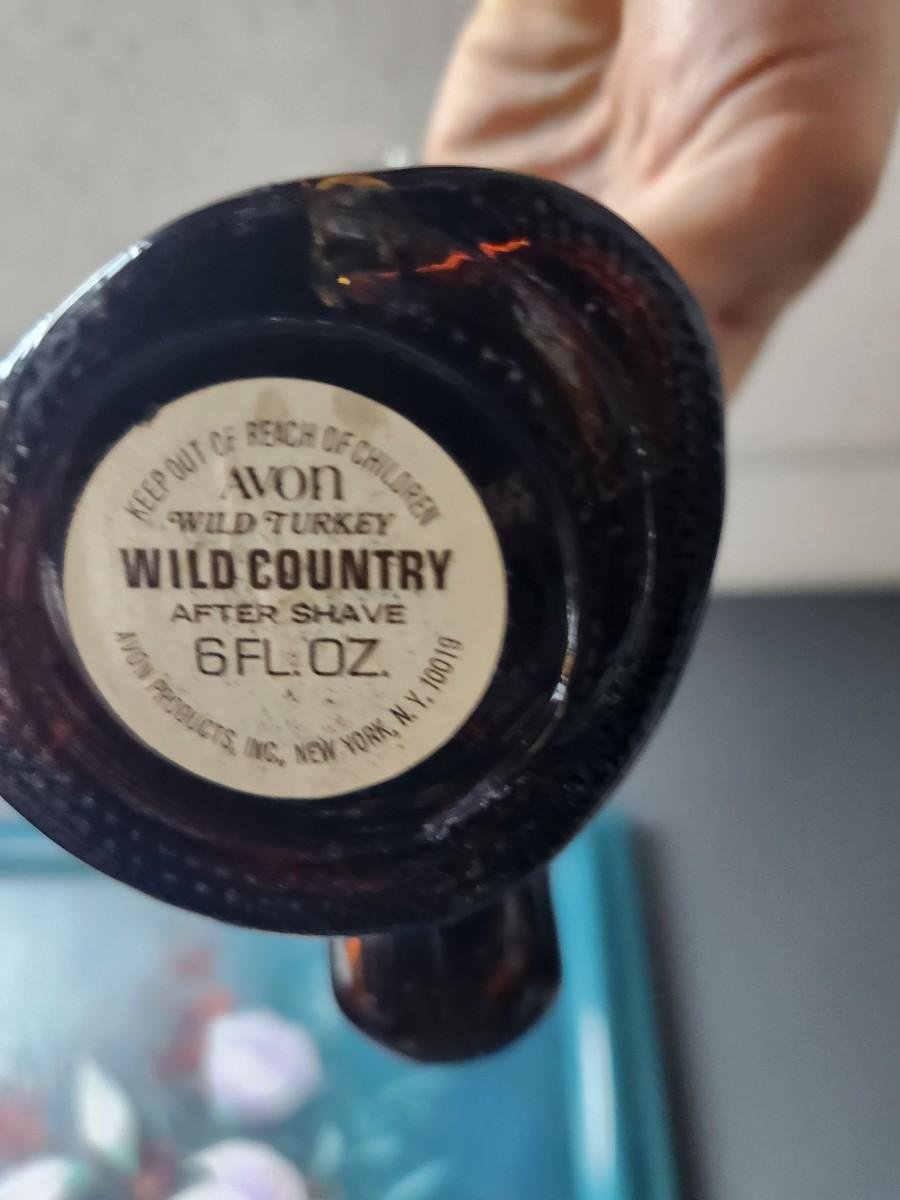 KEEP OUT OF REACH OF CHILDREN
AVON
WILD TURKEY
WILD COUNTRY
AFTER SHAVE
6 FL. OZ.
AVON PRODUCTS, INC., NEW YORK, N.Y. 10019